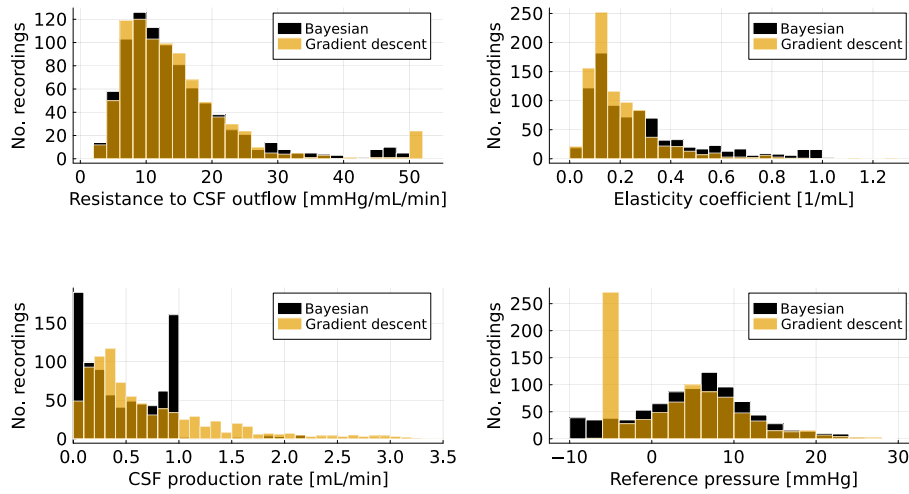 No. recordings
120
100
80
60
40
20
0
Bayesian
Gradient descent
0 10 20 30 40 50
Resistance to CSF outflow [mmHg/mL/min]
No. recordings
250
200
150
100
50
0
Bayesian
Gradient descent
0.0 0.2 0.4 0.6 0.8 1.0 1.2
Elasticity coefficient [1/mL]
No. recordings
150
100
50
0
Bayesian
Gradient descent
0.0 0.5 1.0 1.5 2.0 2.5 3.0 3.5
CSF production rate [mL/min]
No. recordings
250
200
150
100
50
0
Bayesian
Gradient descent
−10 0 10 20 30
Reference pressure [mmHg]